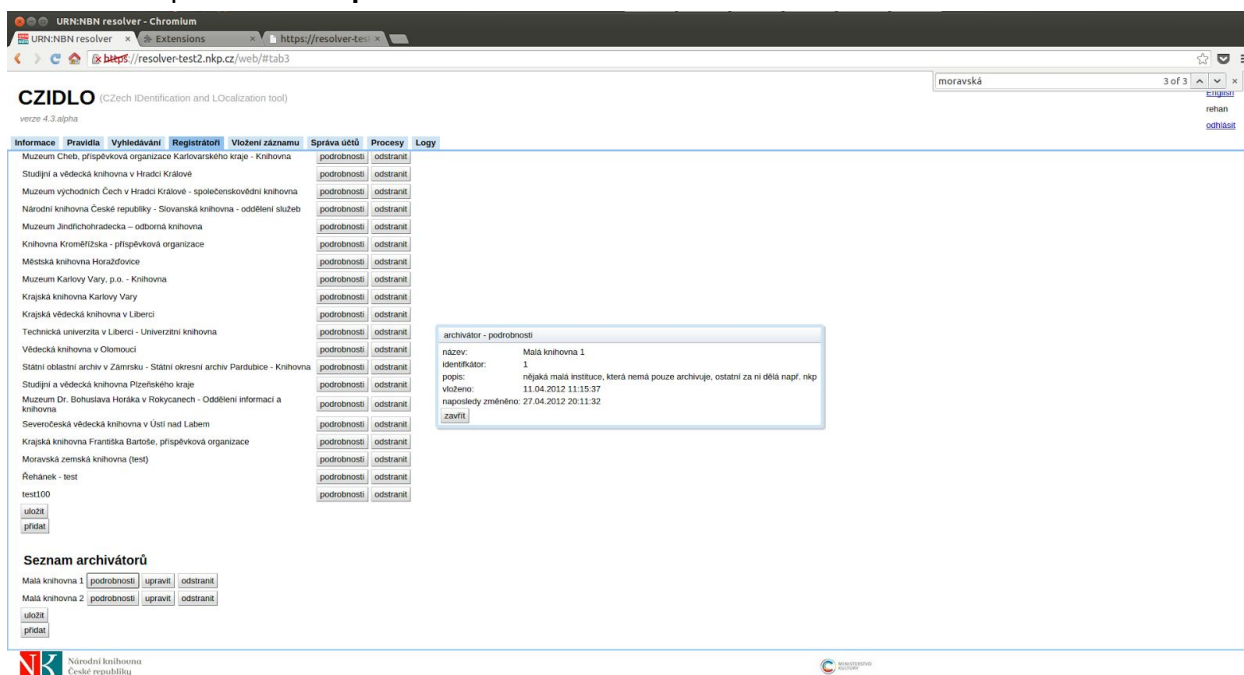 URN:NBN resolver - Chromium
URN:NBN resolver × Extensions × https://resolver-tes ×
https://resolver-test2.nkp.cz/web/#tab3
moravská 3 of 3 ×
CZIDLO (CZech IDentification and LOcalization tool)
English
verze 4.3.alpha
rehan
odhlásit
Informace Pravidla Vyhledávání Registrátoři Vložení záznamu Správa účtů Procesy Logy
Muzeum Cheb, příspěvková organizace Karlovarského kraje - Knihovna podrobnosti odstranit
Studijní a vědecká knihovna v Hradci Králové podrobnosti odstranit
Muzeum východních Čech v Hradci Králové - společenskovědní knihovna podrobnosti odstranit
Národní knihovna České republiky - Slovanská knihovna - oddělení služeb podrobnosti odstranit
Muzeum Jindřichohradecka – odborná knihovna podrobnosti odstranit
Knihovna Kroměřížska - příspěvková organizace podrobnosti odstranit
Městská knihovna Horažďovice podrobnosti odstranit
Muzeum Karlovy Vary, p.o. - Knihovna podrobnosti odstranit
Krajská knihovna Karlovy Vary podrobnosti odstranit
Krajská vědecká knihovna v Liberci podrobnosti odstranit
Technická univerzita v Liberci - Univerzitní knihovna podrobnosti odstranit
Vědecká knihovna v Olomouci podrobnosti odstranit
Státní oblastní archiv v Zámrsku - Státní okresní archiv Pardubice - Knihovna podrobnosti odstranit
Studijní a vědecká knihovna Plzeňského kraje podrobnosti odstranit
Muzeum Dr. Bohuslava Horáka v Rokycanech - Oddělení informací a
knihovna podrobnosti odstranit
Severočeská vědecká knihovna v Ústí nad Labem podrobnosti odstranit
Krajská knihovna Františka Bartoše, příspěvková organizace podrobnosti odstranit
Moravská zemská knihovna (test) podrobnosti odstranit
Řehánek - test podrobnosti odstranit
test100 podrobnosti odstranit
uložit
přidat
archivátor - podrobnosti
název: Malá knihovna 1
identifkátor: 1
popis: nějaká malá instituce, která nemá pouze archivuje, ostatní za ni dělá např. nkp
vloženo: 11.04.2012 11:15:37
naposledy změněno: 27.04.2012 20:11:32
zavřít
Seznam archivátorů
Malá knihovna 1 podrobnosti upravit odstranit
Malá knihovna 2 podrobnosti upravit odstranit
uložit
přidat
Národní knihovna
České republiky
MINISTERSTVO
KULTURY